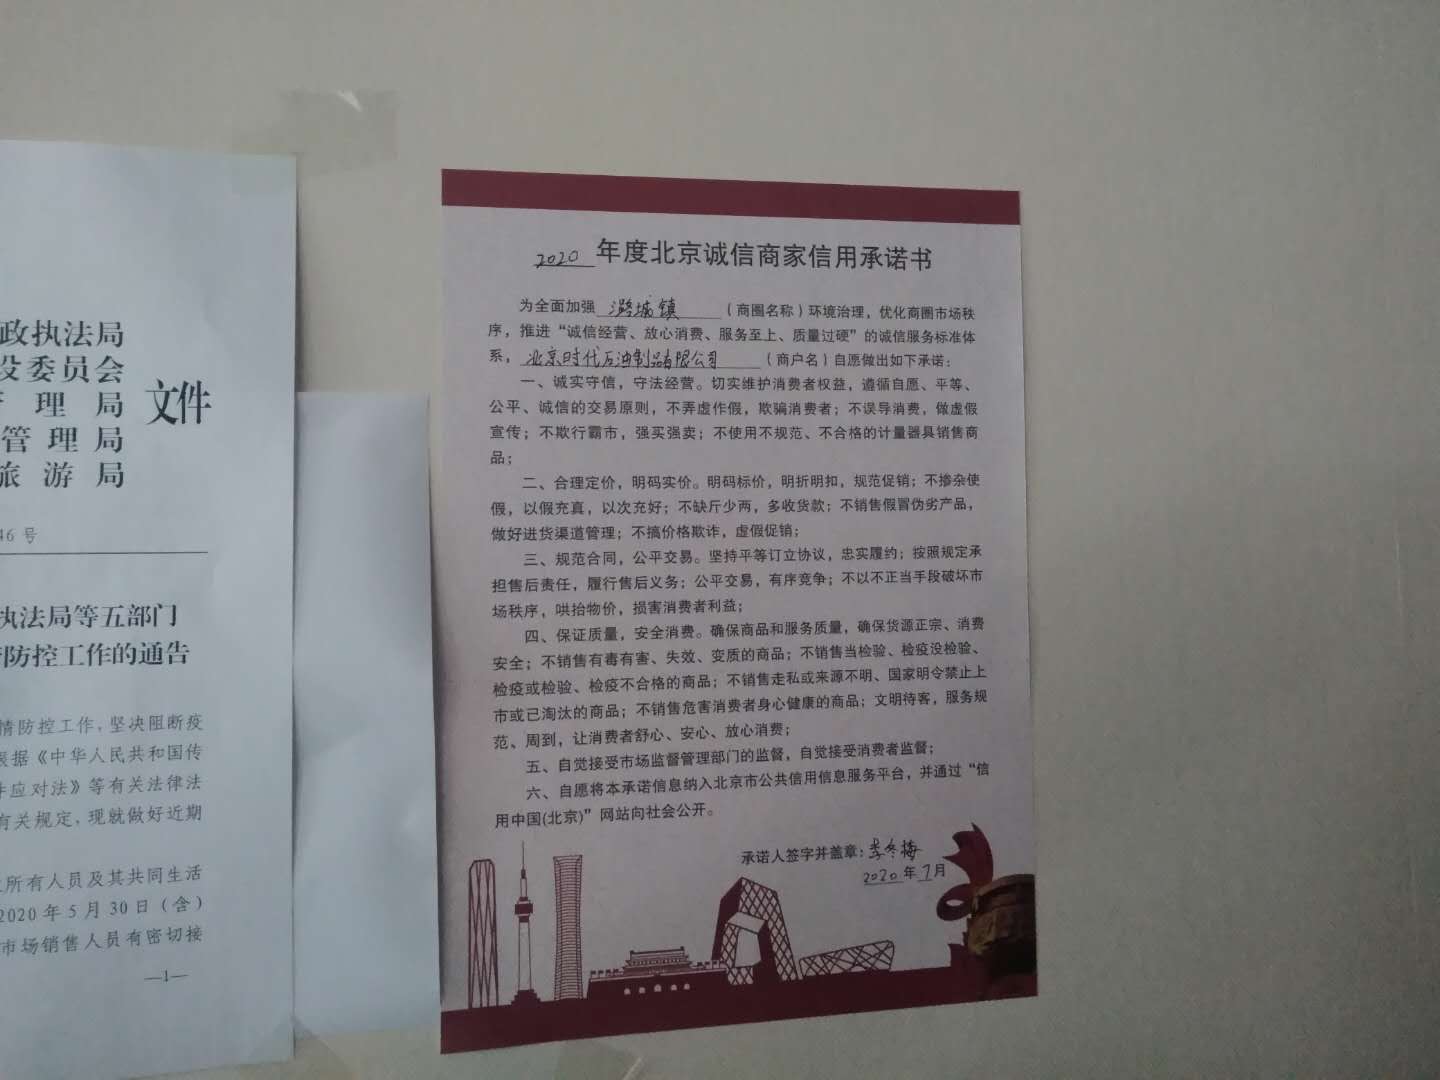 政执法局
设委员会
理局
管理局
旅游局
文件
46号
执法局等五部门
情防控工作的通告
情防控工作，坚决阻断疫
根据《中华人民共和国传
件应对法》等有关法律法
有关规定，现就做好近期
所有人员及其共同生活
2020年5月30日（含）
市场销售人员有密切接
—1—
2020年度北京诚信商家信用承诺书
为全面加强潞城镇（商圈名称）环境治理，优化商圈市场秩
序，推进“诚信经营、放心消费、服务至上、质量过硬”的诚信服务标准体
系，北京时代石油制品有限公司（商户名）自愿做出如下承诺：
一、诚实守信，守法经营。切实维护消费者权益，遵循自愿、平等、
公平、诚信的交易原则，不弄虚作假，欺骗消费者；不误导消费，做虚假
宣传；不欺行霸市，强买强卖；不使用不规范、不合格的计量器具销售商
品；
二、合理定价，明码实价。明码标价，明折明扣，规范促销；不掺杂使
假，以假充真，以次充好；不缺斤少两，多收货款；不销售假冒伪劣产品，
做好进货渠道管理；不搞价格欺诈，虚假促销；
三、规范合同，公平交易。坚持平等订立协议，忠实履约；按照规定承
担售后责任，履行售后义务；公平交易，有序竞争；不以不正当手段破坏市
场秩序，哄抬物价，损害消费者利益；
四、保证质量，安全消费。确保商品和服务质量，确保货源正宗、消费
安全；不销售有毒有害、失效、变质的商品；不销售当检验、检疫没检验、
检疫或检验、检疫不合格的商品；不销售走私或来源不明、国家明令禁止上
市或已淘汰的商品；不销售危害消费者身心健康的商品；文明待客，服务规
范、周到，让消费者舒心、安心、放心消费；
五、自觉接受市场监督管理部门的监督，自觉接受消费者监督；
六、自愿将本承诺信息纳入北京市公共信用信息服务平台，并通过“信
用中国(北京)”网站向社会公开。
承诺人签字并盖章：李冬梅
2020年7月